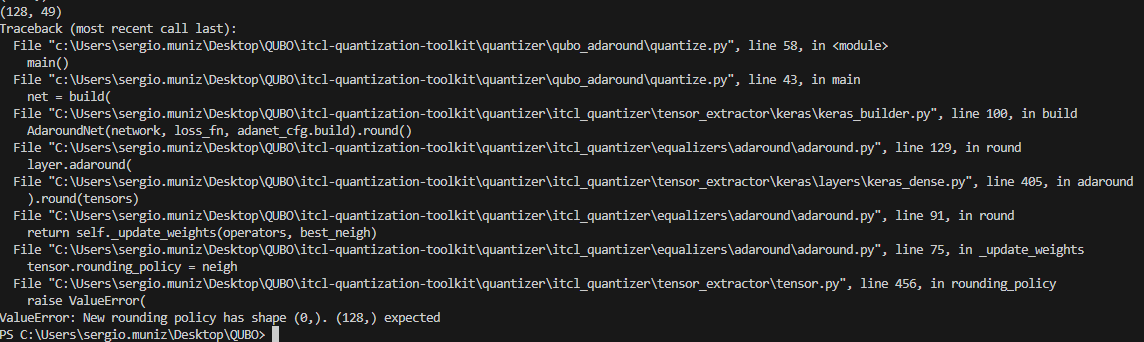 (128, 49)
Traceback (most recent call last):
  File "c:\Users\sergio.muniz\Desktop\QUBO\itcl-quantization-toolkit\quantizer\qubo_adaround\quantize.py", line 58, in <module>
    main()
  File "c:\Users\sergio.muniz\Desktop\QUBO\itcl-quantization-toolkit\quantizer\qubo_adaround\quantize.py", line 43, in main
    net = build(
  File "C:\Users\sergio.muniz\Desktop\QUBO\itcl-quantization-toolkit\quantizer\itcl_quantizer\tensor_extractor\keras\keras_builder.py", line 100, in build
    AdaroundNet(network, loss_fn, adanet_cfg.build).round()
  File "C:\Users\sergio.muniz\Desktop\QUBO\itcl-quantization-toolkit\quantizer\itcl_quantizer\equalizers\adaround\adaround.py", line 129, in round
    layer.adaround(
  File "C:\Users\sergio.muniz\Desktop\QUBO\itcl-quantization-toolkit\quantizer\itcl_quantizer\tensor_extractor\keras\layers\keras_dense.py", line 405, in adaround
    ).round(tensors)
  File "C:\Users\sergio.muniz\Desktop\QUBO\itcl-quantization-toolkit\quantizer\itcl_quantizer\equalizers\adaround\adaround.py", line 91, in round
    return self._update_weights(operators, best_neigh)
  File "C:\Users\sergio.muniz\Desktop\QUBO\itcl-quantization-toolkit\quantizer\itcl_quantizer\equalizers\adaround\adaround.py", line 75, in _update_weights
    tensor.rounding_policy = neigh
  File "C:\Users\sergio.muniz\Desktop\QUBO\itcl-quantization-toolkit\quantizer\itcl_quantizer\tensor_extractor\tensor.py", line 456, in rounding_policy
    raise ValueError(
ValueError: New rounding policy has shape (0,). (128,) expected
PS C:\Users\sergio.muniz\Desktop\QUBO>